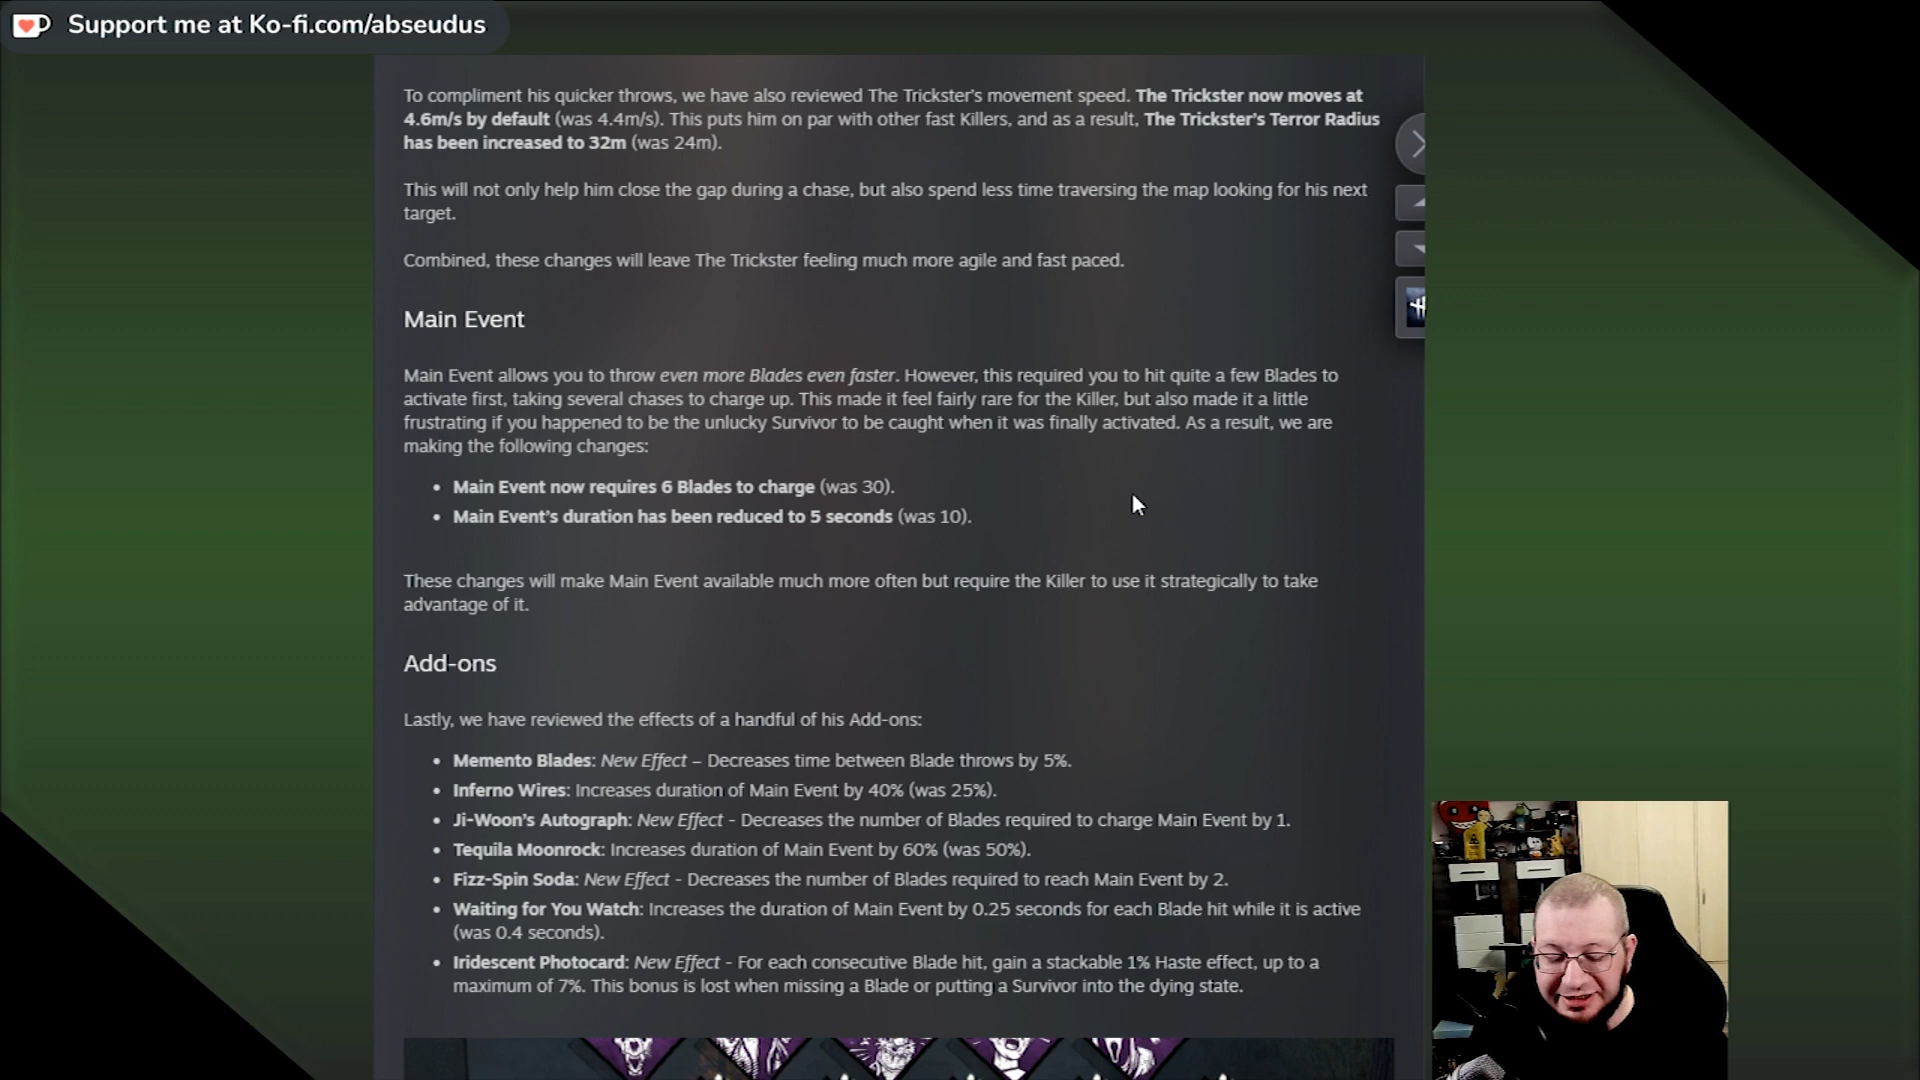 Support me at Ko-fi.com/abseudus
To compliment his quicker throws, we have also reviewed The Trickster's movement speed. The Trickster now moves at
4.6m/s by default (was 4.4m/s). This puts him on par with other fast Killers, and as a result, The Trickster's Terror Radius
has been increased to 32m (was 24m).
This will not only help him close the gap during a chase, but also spend less time traversing the map looking for his next
target.
Combined, these changes will leave The Trickster feeling much more agile and fast paced.
Main Event
Main Event allows you to throw even more Blades even faster. However, this required you to hit quite a few Blades to
activate first, taking several chases to charge up. This made it feel fairly rare for the Killer, but also made it a little
frustrating if you happened to be the unlucky Survivor to be caught when it was finally activated. As a result, we are
making the following changes:
• Main Event now requires 6 Blades to charge (was 30).
• Main Event's duration has been reduced to 5 seconds (was 10).
These changes will make Main Event available much more often but require the Killer to use it strategically to take
advantage of it.
Add-ons
Lastly, we have reviewed the effects of a handful of his Add-ons:
• Memento Blades: New Effect – Decreases time between Blade throws by 5%.
• Inferno Wires: Increases duration of Main Event by 40% (was 25%).
• Ji-Woon's Autograph: New Effect - Decreases the number of Blades required to charge Main Event by 1.
• Tequila Moonrock: Increases duration of Main Event by 60% (was 50%).
• Fizz-Spin Soda: New Effect - Decreases the number of Blades required to reach Main Event by 2.
• Waiting for You Watch: Increases the duration of Main Event by 0.25 seconds for each Blade hit while it is active
(was 0.4 seconds).
• Iridescent Photocard: New Effect - For each consecutive Blade hit, gain a stackable 1% Haste effect, up to a
maximum of 7%. This bonus is lost when missing a Blade or putting a Survivor into the dying state.